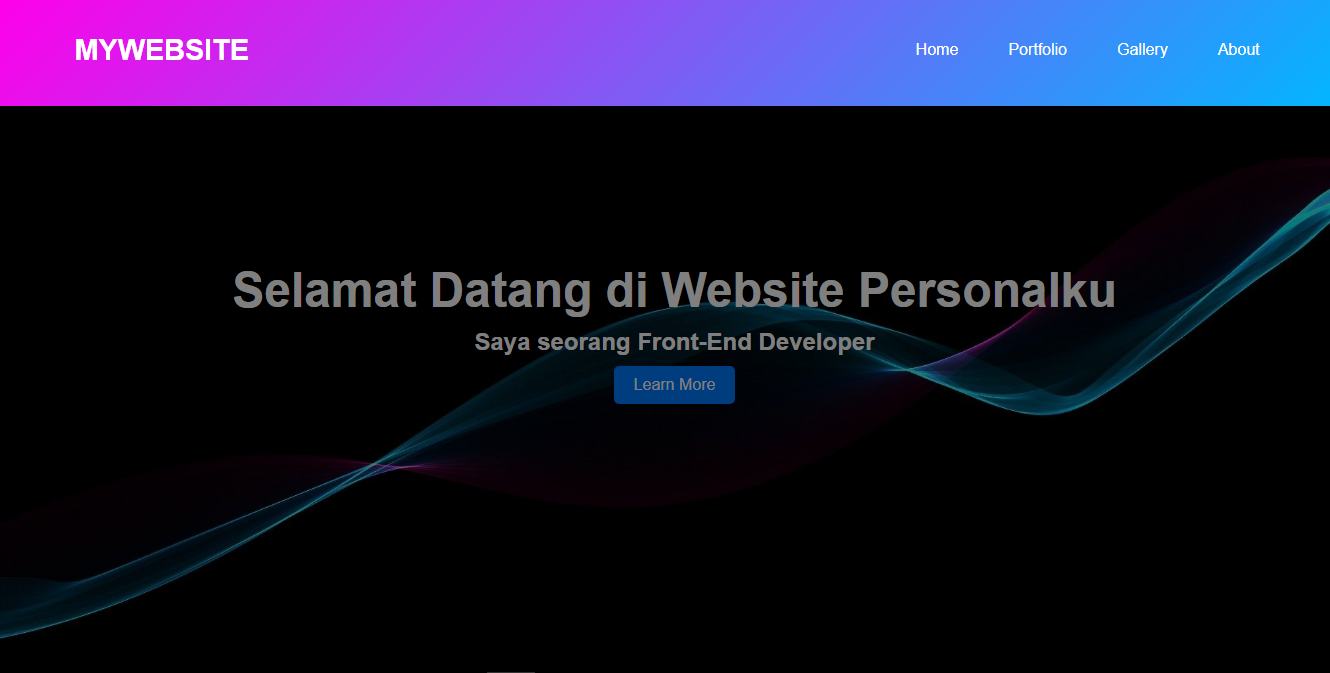 MYWEBSITE
Home Portfolio Gallery About
Selamat Datang di Website Personalku
Saya seorang Front-End Developer
Learn More